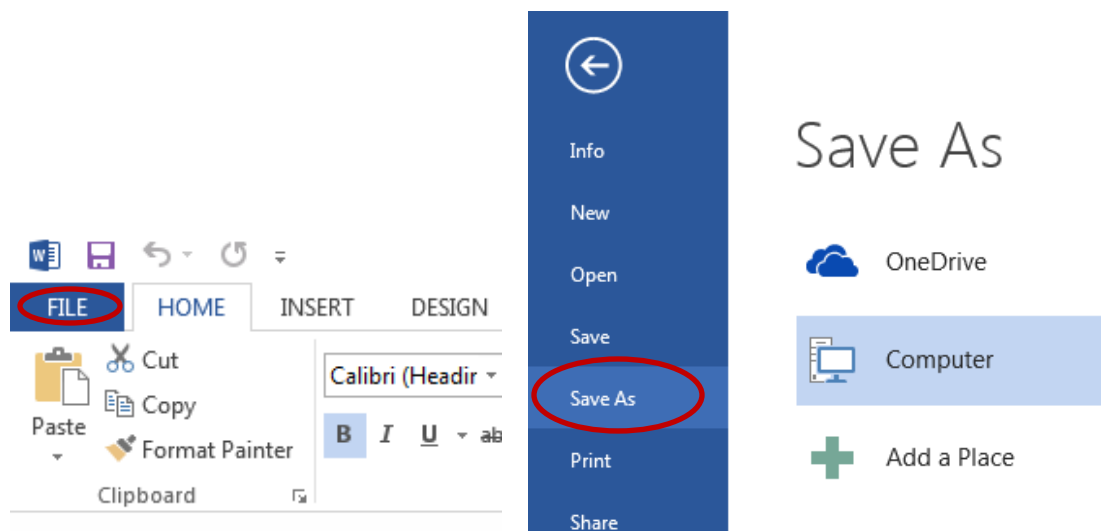 FILE HOME INSERT DESIGN
Cut
Calibri (Headir
Copy
Paste
B I U ab
Format Painter
Clipboard
Info
New
Open
Save
Save As
Print
Share
Save As
OneDrive
Computer
Add a Place